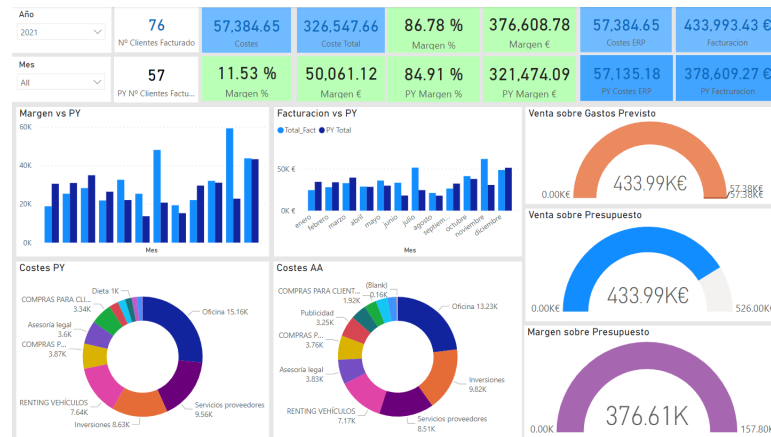 Año
2021
76
Nº Clientes Facturado
57,384.65
Costes
326,547.66
Coste Total
86.78 %
Margen %
376,608.78
Margen €
57,384.65
Costes ERP
433,993.43 €
Facturacion
Mes
All
57
PY Nº Clientes Factu...
11.53 %
Margen %
50,061.12
Margen €
84.91 %
PY Margen %
321,474.09
PY Margen €
57,135.18
PY Costes ERP
378,609.27 €
PY Facturacion
Margen vs PY
60K
40K
20K
0K
Mes
Facturacion vs PY
Total_Fact PY Total
50K €
0K €
enero
febrero
marzo
abril
mayo
junio
julio
agosto
septiem...
octubre
noviembre
diciembre
Mes
Venta sobre Gastos Previsto
0.00K€
433.99K€
57.38K€
57.38K€
Venta sobre Presupuesto
0.00K€
433.99K€
526.00K€
Costes PY
Dieta 1K
COMPRAS PARA CLI...
3.34K
Asesoría legal
3.6K
COMPRAS P...
3.87K
RENTING VEHÍCULOS
7.64K
Inversiones 8.63K
Servicios proveedores
9.56K
Oficina 15.16K
Costes AA
(Blank)
0.16K
COMPRAS PARA CLIENT...
1.92K
Publicidad
3.25K
COMPRAS P...
3.76K
Asesoría legal
3.83K
RENTING VEHÍCULOS
7.17K
Servicios proveedores
8.51K
Inversiones
9.82K
Oficina 13.23K
Margen sobre Presupuesto
0.00K
376.61K
157.80K